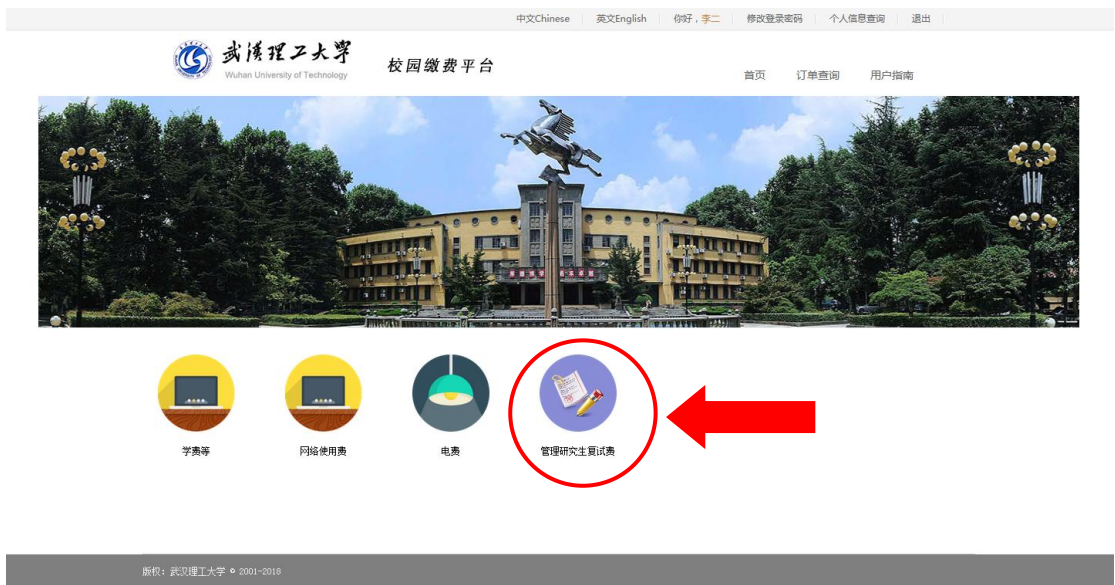 中文Chinese 英文English 你好，李二 修改登录密码 个人信息查询 退出
武漢理工大学
Wuhan University of Technology
校园缴费平台
首页 订单查询 用户指南
学费等 网络使用费 电费 管理研究生复试费
版权: 武汉理工大学 © 2001-2018